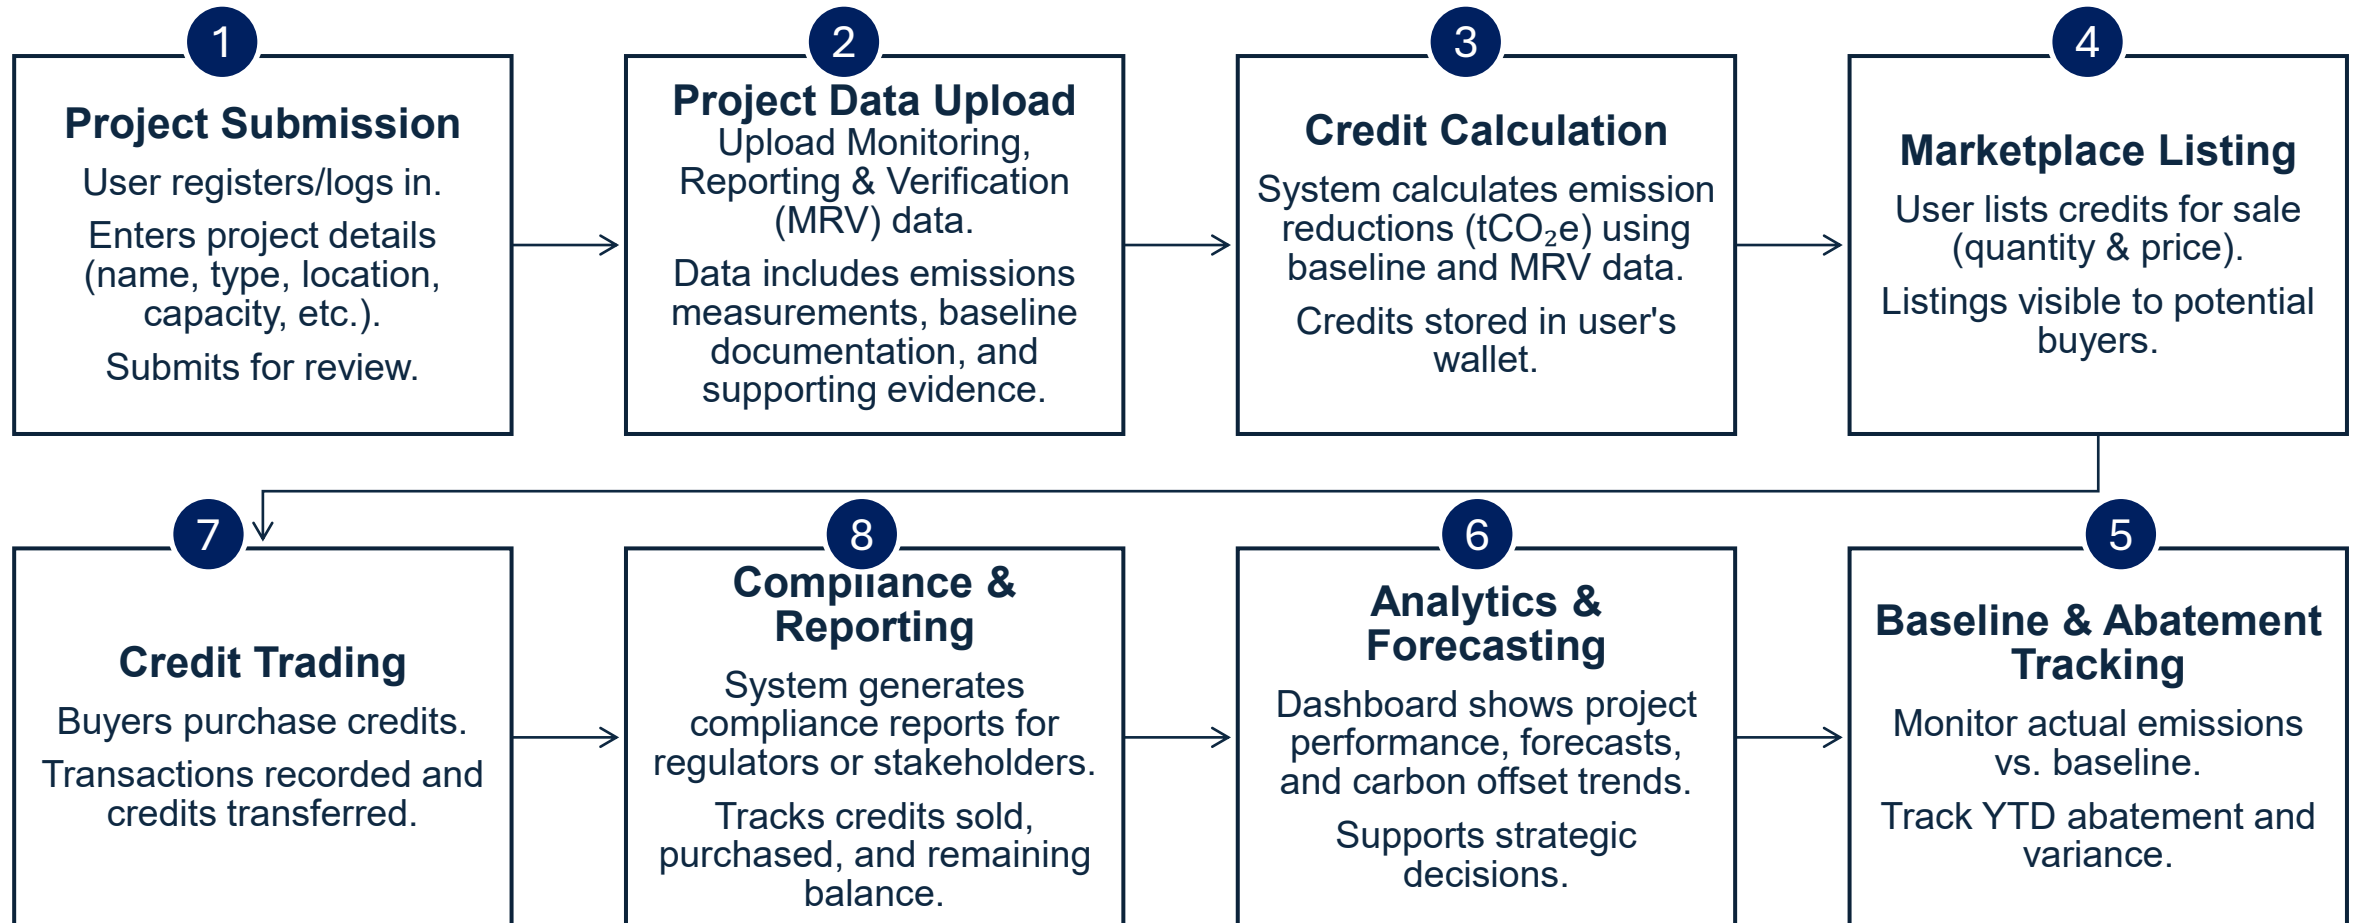 1
Project Submission
User registers/logs in.
Enters project details
(name, type, location,
capacity, etc.).
Submits for review.
2
Project Data Upload
Upload Monitoring,
Reporting & Verification
(MRV) data.
Data includes emissions
measurements, baseline
documentation, and
supporting evidence.
3
Credit Calculation
System calculates emission
reductions (tCO₂e) using
baseline and MRV data.
Credits stored in user's
wallet.
4
Marketplace Listing
User lists credits for sale
(quantity & price).
Listings visible to potential
buyers.
7
Credit Trading
Buyers purchase credits.
Transactions recorded and
credits transferred.
8
Compliance &
Reporting
System generates
compliance reports for
regulators or stakeholders.
Tracks credits sold,
purchased, and remaining
balance.
6
Analytics &
Forecasting
Dashboard shows project
performance, forecasts,
and carbon offset trends.
Supports strategic
decisions.
5
Baseline & Abatement
Tracking
Monitor actual emissions
vs. baseline.
Track YTD abatement and
variance.